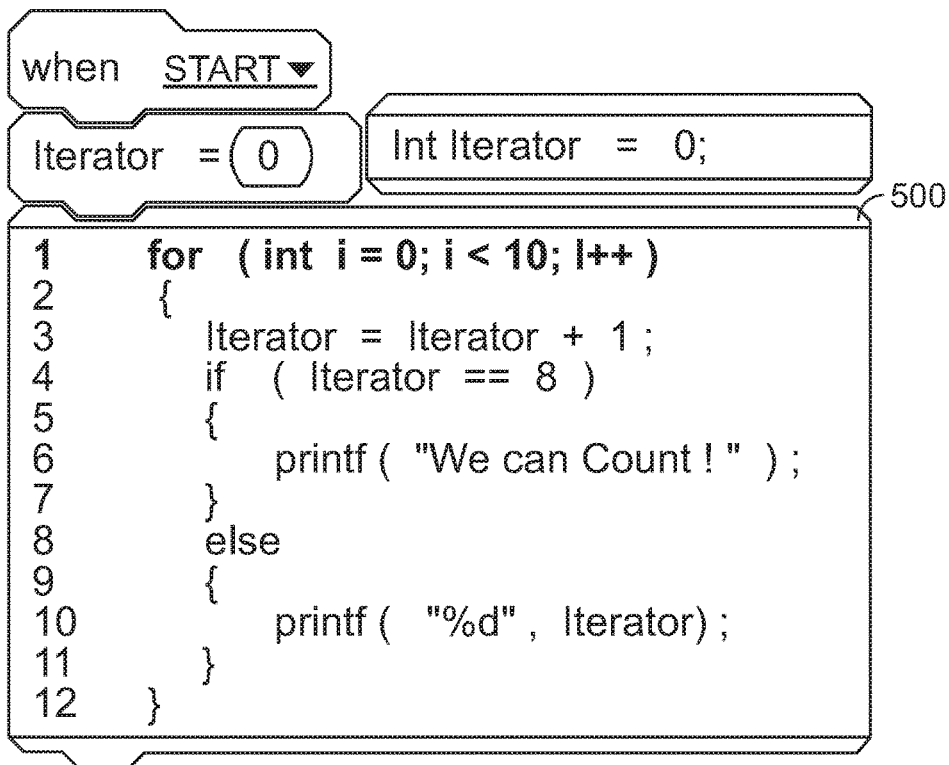 when START
Iterator = 0
Int Iterator = 0;
500
1 for ( int i = 0; i < 10; I++ )
2 {
3 Iterator = Iterator + 1 ;
4 if ( Iterator == 8 )
5 {
6 printf ( "We can Count ! " ) ;
7 }
8 else
9 {
10 printf ( "%d" , Iterator) ;
11 }
12 }